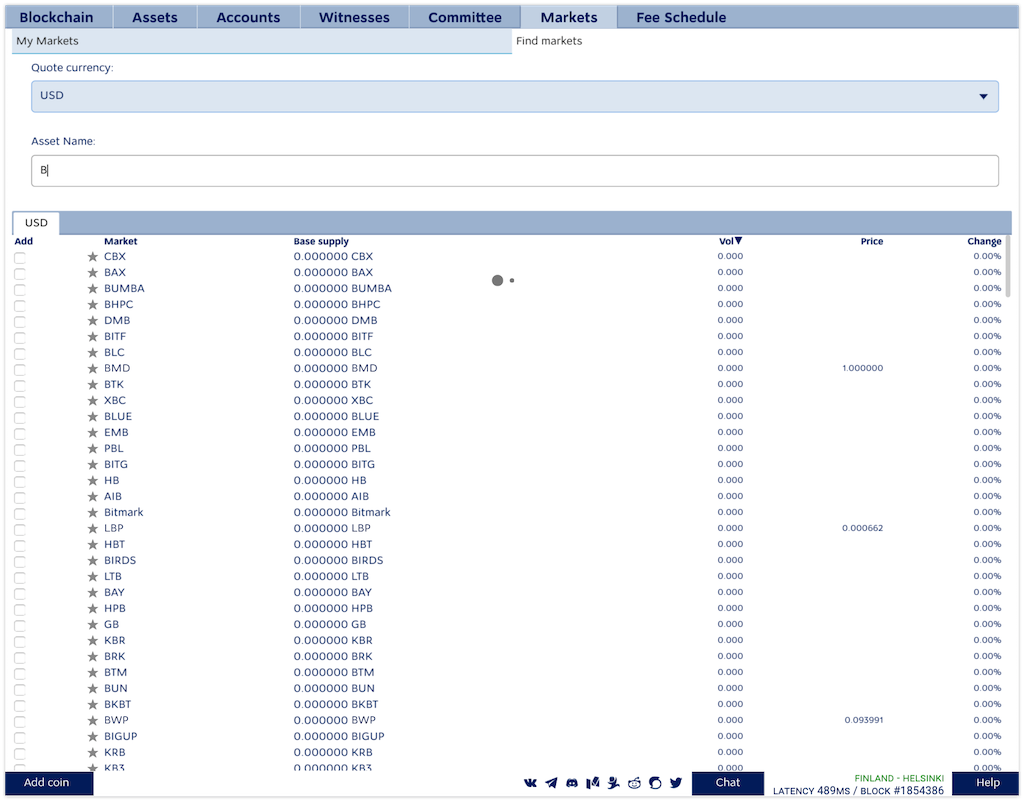 Blockchain Assets Accounts Witnesses Committee Markets Fee Schedule
My Markets Find markets
Quote currency:
USD
Asset Name:
B
USD
Add Market Base supply Vol▼ Price Change
CBX 0.000000 CBX 0.000 0.00%
BAX 0.000000 BAX 0.000 0.00%
BUMBA 0.000000 BUMBA 0.000 0.00%
BHPC 0.000000 BHPC 0.000 0.00%
DMB 0.000000 DMB 0.000 0.00%
BITF 0.000000 BITF 0.000 0.00%
BLC 0.000000 BLC 0.000 0.00%
BMD 0.000000 BMD 0.000 1.000000 0.00%
BTK 0.000000 BTK 0.000 0.00%
XBC 0.000000 XBC 0.000 0.00%
BLUE 0.000000 BLUE 0.000 0.00%
EMB 0.000000 EMB 0.000 0.00%
PBL 0.000000 PBL 0.000 0.00%
BITG 0.000000 BITG 0.000 0.00%
HB 0.000000 HB 0.000 0.00%
AIB 0.000000 AIB 0.000 0.00%
Bitmark 0.000000 Bitmark 0.000 0.00%
LBP 0.000000 LBP 0.000 0.000662 0.00%
HBT 0.000000 HBT 0.000 0.00%
BIRDS 0.000000 BIRDS 0.000 0.00%
LTB 0.000000 LTB 0.000 0.00%
BAY 0.000000 BAY 0.000 0.00%
HPB 0.000000 HPB 0.000 0.00%
GB 0.000000 GB 0.000 0.00%
KBR 0.000000 KBR 0.000 0.00%
BRK 0.000000 BRK 0.000 0.00%
BTM 0.000000 BTM 0.000 0.00%
BUN 0.000000 BUN 0.000 0.00%
BKBT 0.000000 BKBT 0.000 0.00%
BWP 0.000000 BWP 0.000 0.093991 0.00%
BIGUP 0.000000 BIGUP 0.000 0.00%
KRB 0.000000 KRB 0.000 0.00%
KB3 0.000000 KB3 0.000 0.00%
Add coin Chat FINLAND - HELSINKI Help
LATENCY 489MS / BLOCK #1854386